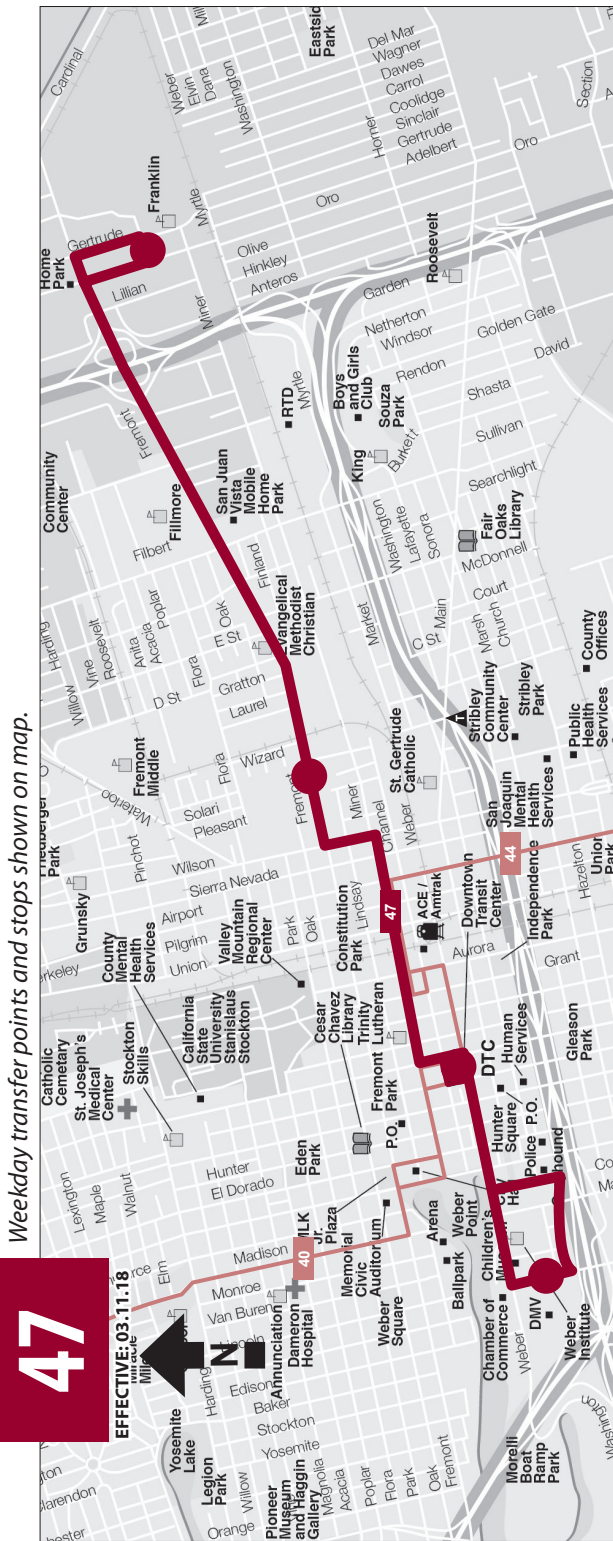 47
EFFECTIVE: 03.11.18
Weekday transfer points and stops shown on map.
N
47
40
44
Cardinal
Weber
Elvin
Dana
Washington
Eastside
Park
Del Mar
Wagner
Dawes
Carrol
Coolidge
Sinclair
Gertrude
Adelbert
Homer
Section
Oro
Oro
Home
Park
Gertrude
Lillian
Franklin
Myrtle
Olive
Hinkley
Anteros
Miner
Garden
Roosevelt
Netherton
Windsor
Rendon
Golden Gate
David
Shasta
Sullivan
Searchlight
RTD
Myrtle
Boys
and Girls
Club
Souza
Park
King
Burkett
Community
Center
Fremont
Fillmore
San Juan
Vista
Mobile
Home
Park
Filbert
Finland
Harding
Willow
Vine
Roosevelt
Anita
Acacia
Poplar
Flora
E St
Oak
D St
Gratton
Laurel
Evangelical
Methodist
Christian
Market
Washington
Lafayette
Sonora
Main
C St
Fair
Oaks
Library
McDonnell
Court
Marsh
Church
County
Offices
Stribley
Community
Center
Stribley
Park
Public
Health
Services
San
Joaquin
Mental
Health
Services
St. Gertrude
Catholic
Fremont
Middle
Waterloo
Flora
Wizard
Fremont
Miner
Channel
Weber
Solari
Pleasant
Pinchot
Wilson
Sierra Nevada
Grunsky
Airport
Pilgrim
Union
Park
Oak
Lindsay
Constitution
Park
ACE /
Amtrak
Downtown
Transit
Center
Independence
Park
Hazelton
Union
Park
Aurora
Grant
County
Mental
Health
Services
Valley
Mountain
Regional
Center
California
State
University
Stanislaus
Stockton
Cesar
Chavez
Library
Trinity
Lutheran
Catholic
Cemetary
St. Joseph's
Medical
Center
Stockton
Skills
Fremont
Park
P.O.
DTC
Human
Services
Hunter
Square
P.O.
Gleason
Park
Police
Lexington
Maple
Walnut
Hunter
El Dorado
Eden
Park
Jr.
Plaza
Memorial
Civic
Auditorium
Weber
Square
Arena
Ballpark
Weber
Point
Children's
Chamber of
Commerce
DMV
Weber
Institute
Weber
Elm
Madison
Monroe
Van Buren
Annunciation
Dameron
Hospital
Edison
Baker
Stockton
Yosemite
Yosemite
Lake
Legion
Park
Willow
Orange
Pioneer
Museum
and Haggin
Gallery
Magnolia
Acacia
Poplar
Flora
Park
Oak
Fremont
Morelli
Boat
Ramp
Park
Washington